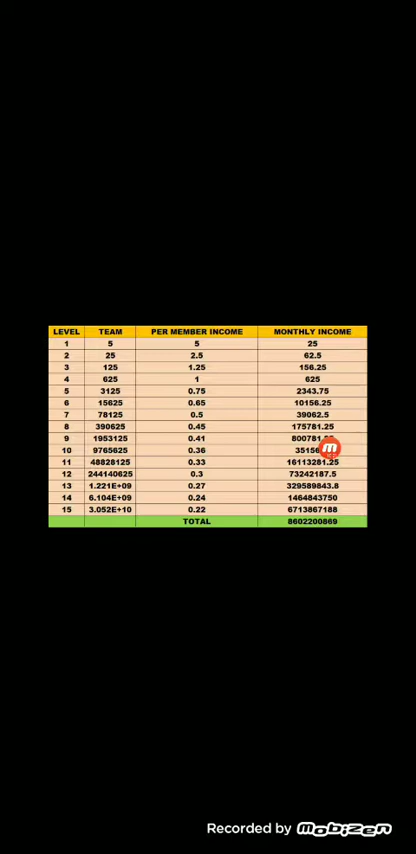 LEVEL TEAM PER MEMBER INCOME MONTHLY INCOME
1 5 5 25
2 25 2.5 62.5
3 125 1.25 156.25
4 625 1 625
5 3125 0.75 2343.75
6 15625 0.65 10156.25
7 78125 0.5 39062.5
8 390625 0.45 175781.25
9 1953125 0.41
10 9765625 0.36
11 48828125 0.33 16113281.25
12 244140625 0.3 73242187.5
13 1.221E+09 0.27 329589843.8
14 6.104E+09 0.24 1464843750
15 3.052E+10 0.22 6713867188
TOTAL 8602200869
Recorded by Mobizen